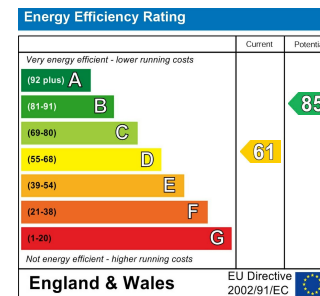 Energy Efficiency Rating
Current Potenti
Very energy efficient - lower running costs
(92 plus) A
(81-91) B 85
(69-80) C
(55-68) D 61
(39-54) E
(21-38) F
(1-20) G
Not energy efficient - higher running costs
England & Wales
EU Directive
2002/91/EC